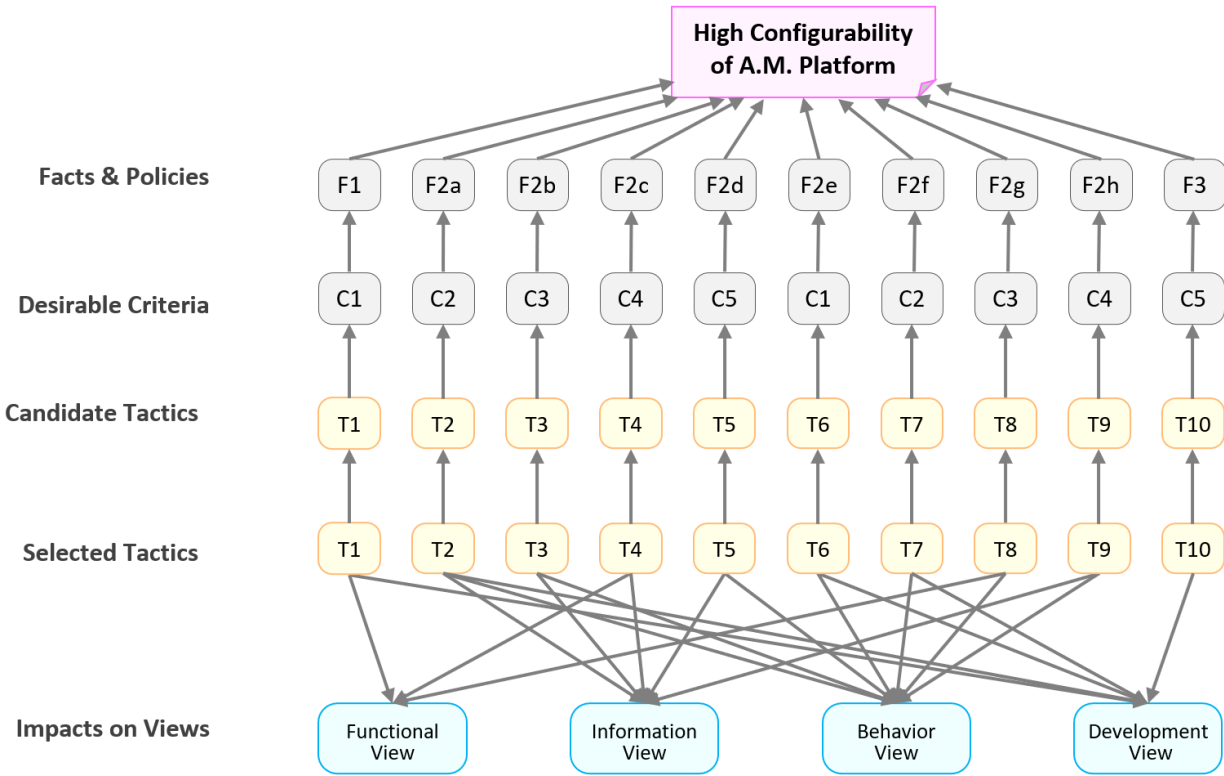 High Configurability
of A.M. Platform
Facts & Policies
F1 F2a F2b F2c F2d F2e F2f F2g F2h F3
Desirable Criteria
C1 C2 C3 C4 C5 C1 C2 C3 C4 C5
Candidate Tactics
T1 T2 T3 T4 T5 T6 T7 T8 T9 T10
Selected Tactics
T1 T2 T3 T4 T5 T6 T7 T8 T9 T10
Impacts on Views
Functional
View
Information
View
Behavior
View
Development
View